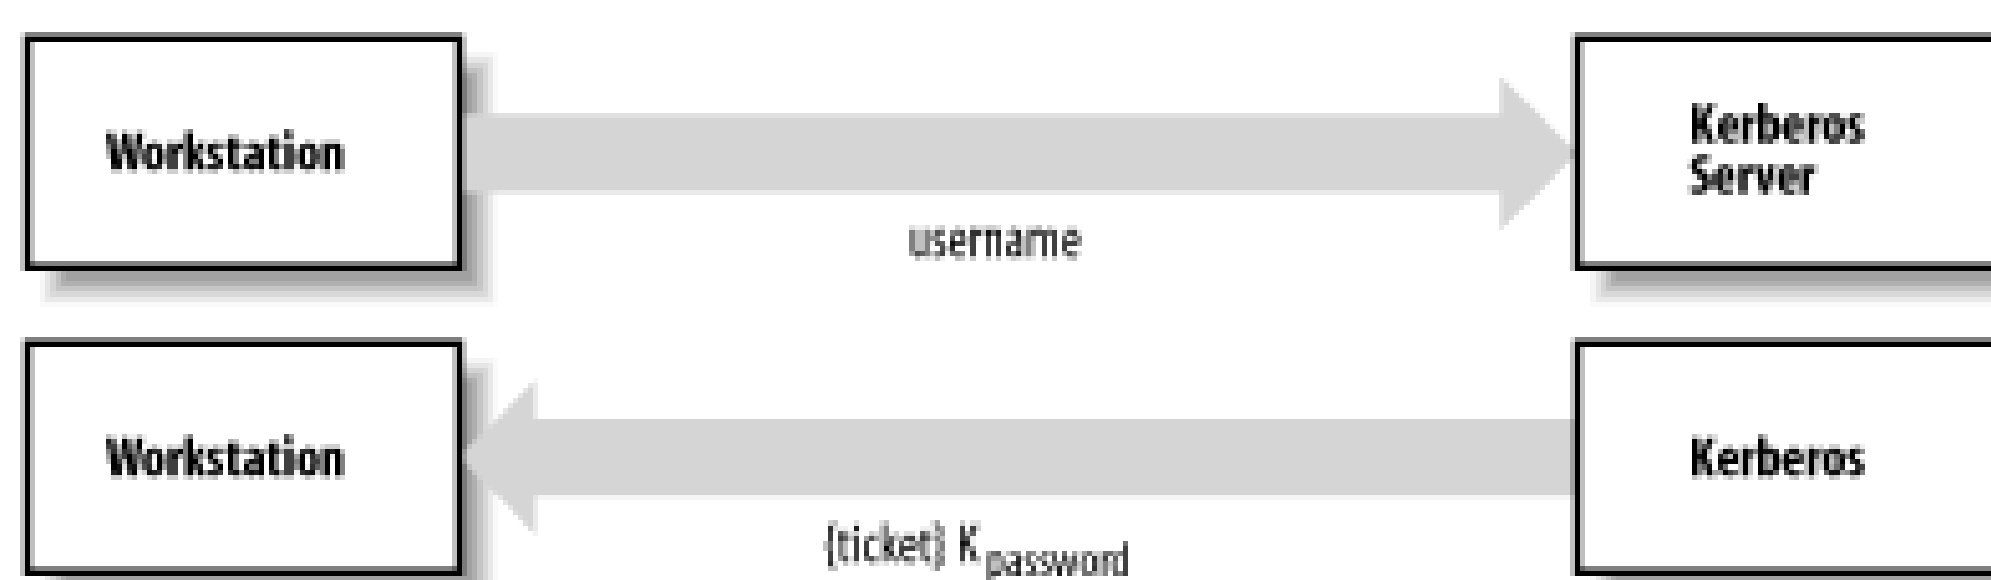 Workstation
Kerberos
Server
username
Workstation
Kerberos
{ticket} K password